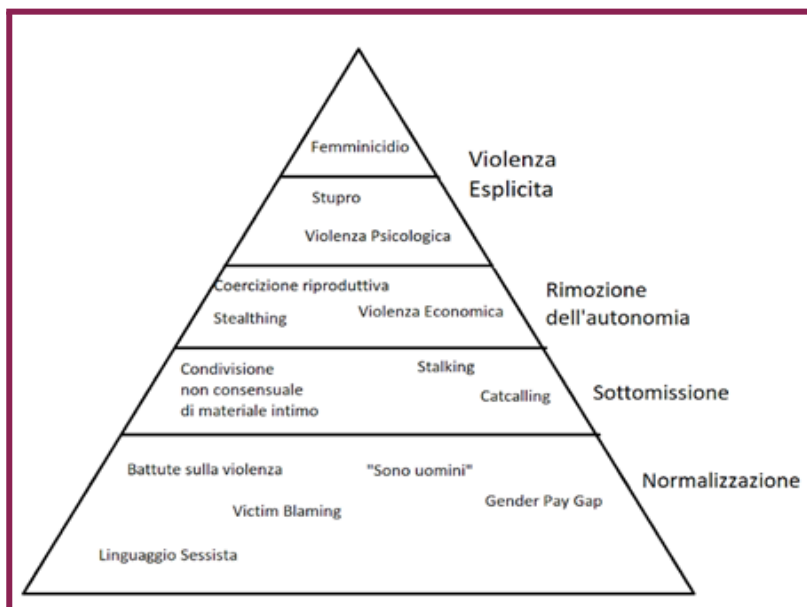 Femminicidio
Violenza
Esplicita
Stupro
Violenza Psicologica
Coercizione riproduttiva
Stealthing
Violenza Economica
Rimozione
dell'autonomia
Condivisione
non consensuale
di materiale intimo
Stalking
Catcalling
Sottomissione
Battute sulla violenza
"Sono uomini"
Victim Blaming
Gender Pay Gap
Linguaggio Sessista
Normalizzazione